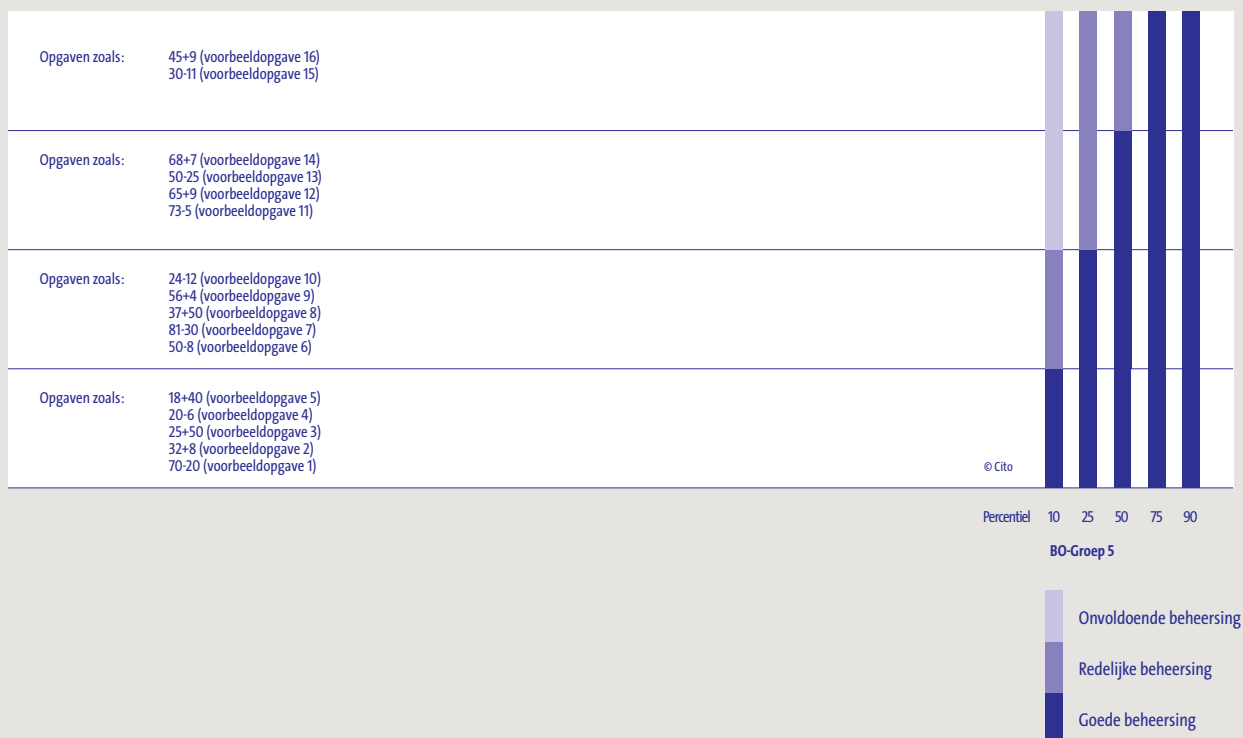 Opgaven zoals: 45+9 (voorbeeldopgave 16)
30-11 (voorbeeldopgave 15)
Opgaven zoals: 68+7 (voorbeeldopgave 14)
50-25 (voorbeeldopgave 13)
65+9 (voorbeeldopgave 12)
73-5 (voorbeeldopgave 11)
Opgaven zoals: 24-12 (voorbeeldopgave 10)
56+4 (voorbeeldopgave 9)
37+50 (voorbeeldopgave 8)
81-30 (voorbeeldopgave 7)
50-8 (voorbeeldopgave 6)
Opgaven zoals: 18+40 (voorbeeldopgave 5)
20-6 (voorbeeldopgave 4)
25+50 (voorbeeldopgave 3)
32+8 (voorbeeldopgave 2)
70-20 (voorbeeldopgave 1)
© Cito
Percentiel 10 25 50 75 90
BO-Groep 5
Onvoldoende beheersing
Redelijke beheersing
Goede beheersing